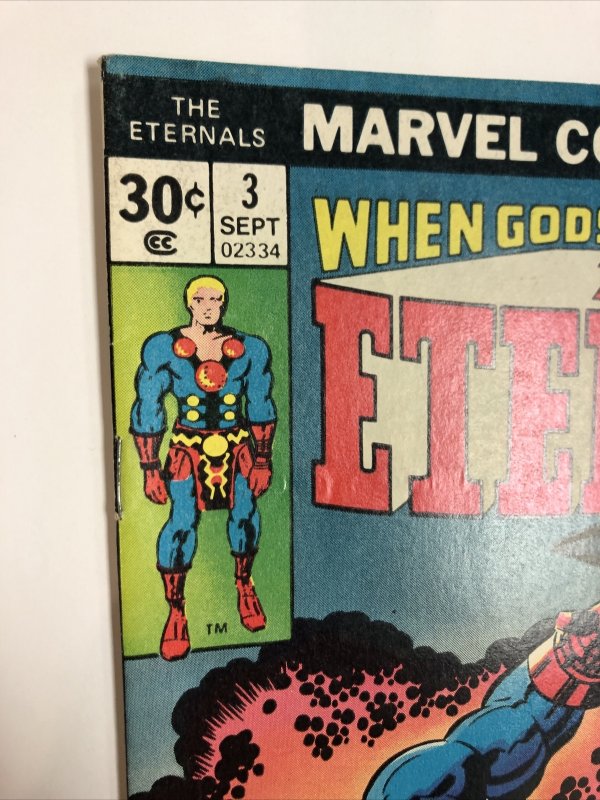 THE
ETERNALS
MARVEL CO
30¢
3
SEPT
02334
CC
WHEN GODS
ETE
TM